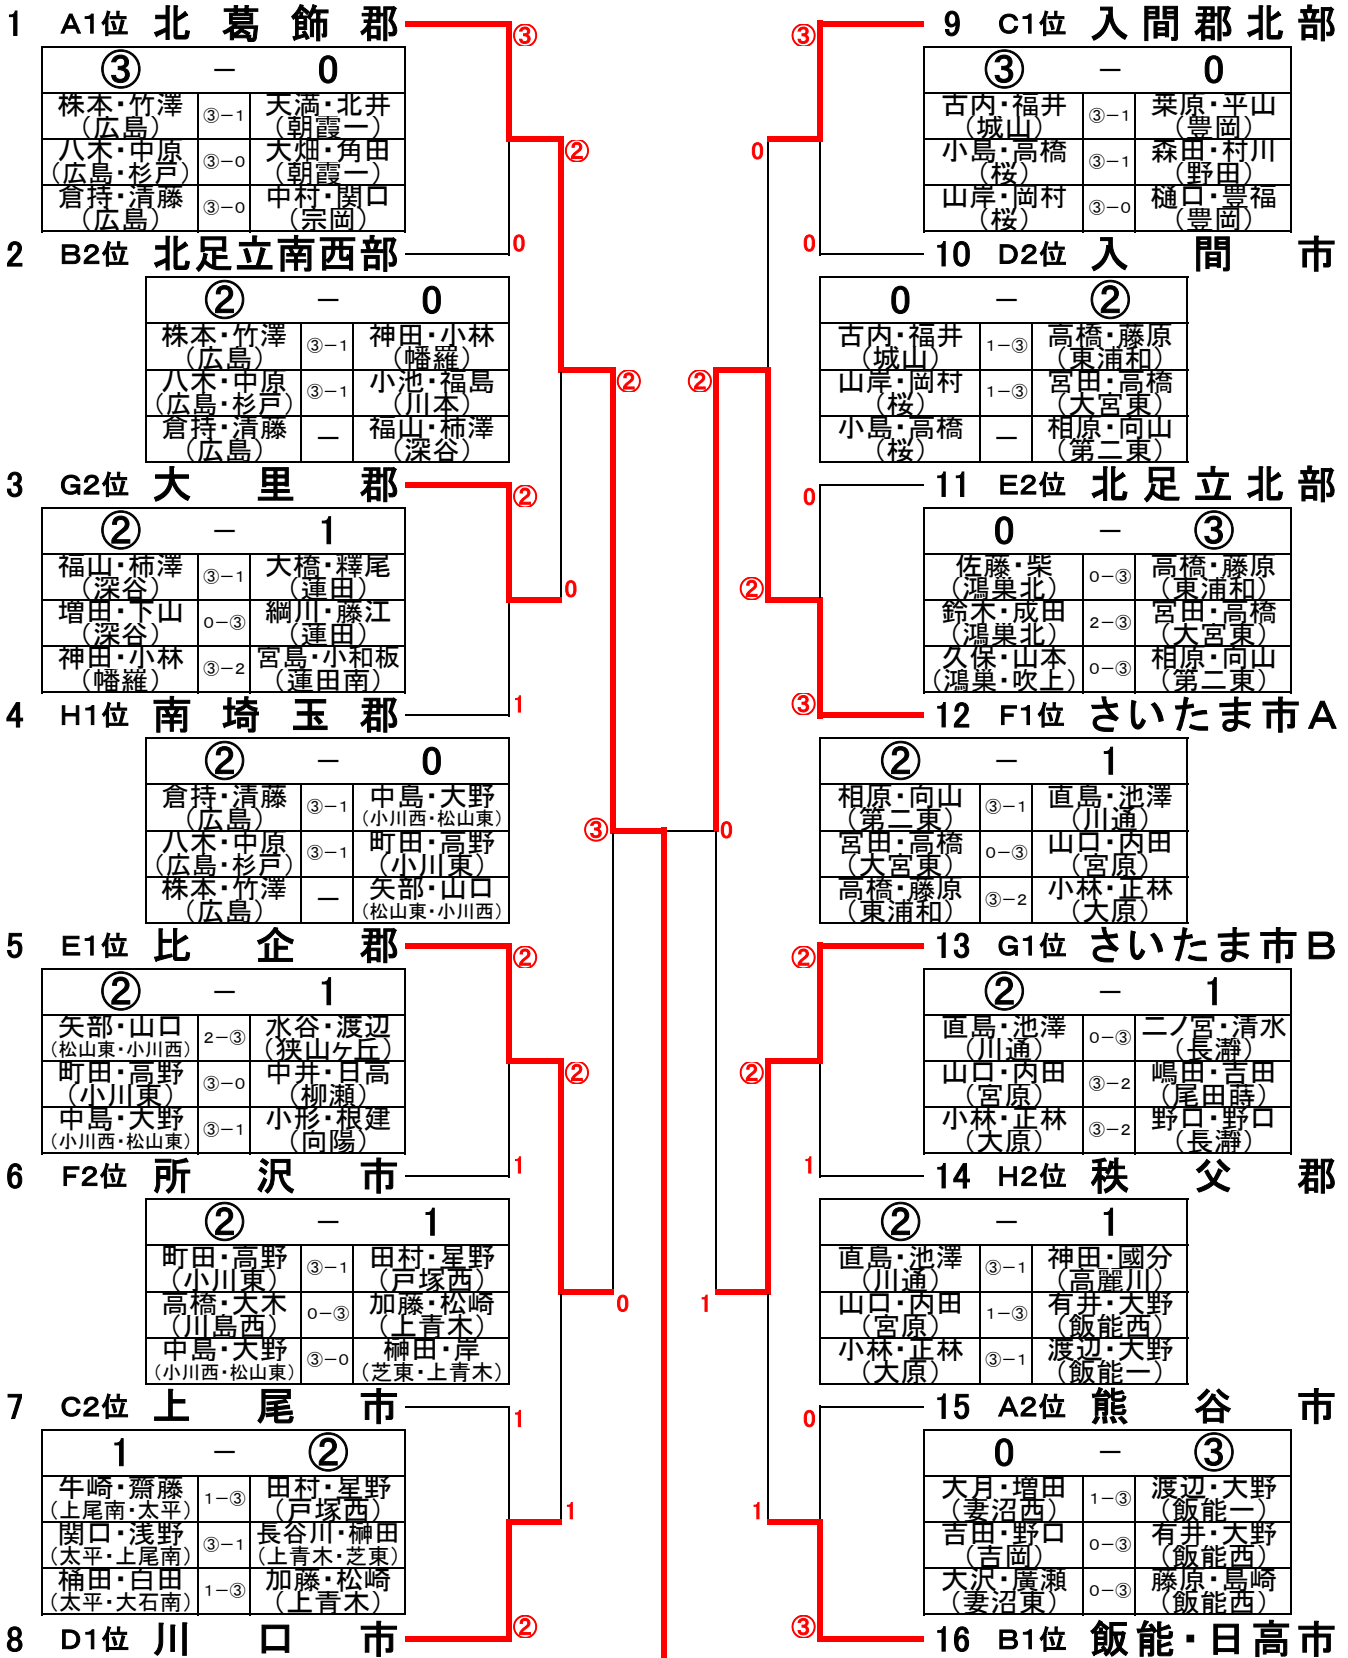 1 A1位 北葛飾郡
③ － 0
株本・竹澤 ③－1 天満・北井
（広島） （朝霞一）
八木・中原 ③－0 大畑・角田
（広島・杉戸） （朝霞一）
倉持・清藤 ③－0 中村・関口
（広島） （宗岡）
2 B2位 北足立南西部
③
0
② － 0
株本・竹澤 ③－1 神田・小林
（広島） （幡羅）
八木・中原 ③－1 小池・福島
（広島・杉戸） （川本）
倉持・清藤 － 福山・柿澤
（広島） （深谷）
②
0
3 G2位 大里郡
② － 1
福山・柿澤 ③－1 大橋・釋尾
（深谷） （蓮田）
増田・下山 0－③ 綱川・藤江
（深谷） （蓮田）
神田・小林 ③－2 宮島・小和板
（幡羅） （蓮田南）
4 H1位 南埼玉郡
②
1
② － 0
倉持・清藤 ③－1 中島・大野
（広島） （小川西・松山東）
八木・中原 ③－1 町田・高野
（広島・杉戸） （小川東）
株本・竹澤 － 矢部・山口
（広島） （松山東・小川西）
②
0
5 E1位 比企郡
② － 1
矢部・山口 2－③ 水谷・渡辺
（松山東・小川西） （狭山ヶ丘）
町田・高野 ③－0 中井・日高
（小川東） （柳瀬）
中島・大野 ③－1 小形・根建
（小川西・松山東） （向陽）
6 F2位 所沢市
②
1
② － 1
町田・高野 ③－1 田村・星野
（小川東） （戸塚西）
高橋・大木 0－③ 加藤・松崎
（川島西） （上青木）
中島・大野 ③－0 榊田・岸
（小川西・松山東） （芝東・上青木）
②
1
7 C2位 上尾市
1 － ②
牛崎・齋藤 1－③ 田村・星野
（上尾南・太平） （戸塚西）
関口・浅野 ③－1 長谷川・榊田
（太平・上尾南） （上青木・芝東）
桶田・白田 1－③ 加藤・松崎
（太平・大石南） （上青木）
8 D1位 川口市
1
②
③
0
9 C1位 入間郡北部
③ － 0
古内・福井 ③－1 栗原・平山
（城山） （豊岡）
小島・高橋 ③－1 森田・村川
（桜） （野田）
山岸・岡村 ③－0 樋口・豊福
（桜） （豊岡）
10 D2位 入間市
③
0
0 － ②
古内・福井 1－③ 高橋・藤原
（城山） （東浦和）
山岸・岡村 1－③ 宮田・高橋
（桜） （大宮東）
小島・高橋 － 相原・向山
（桜） （第二東）
0
②
11 E2位 北足立北部
0 － ③
佐藤・柴 0－③ 高橋・藤原
（鴻巣北） （東浦和）
鈴木・成田 2－③ 宮田・高橋
（鴻巣北） （大宮東）
久保・山本 0－③ 相原・向山
（鴻巣・吹上） （第二東）
12 F1位 さいたま市A
0
③
② － 1
相原・向山 ③－1 直島・池澤
（第二東） （川通）
宮田・高橋 0－③ 山口・内田
（大宮東） （宮原）
高橋・藤原 ③－2 小林・正林
（東浦和） （大原）
②
1
13 G1位 さいたま市B
② － 1
直島・池澤 0－③ 二ノ宮・清水
（川通） （長瀞）
山口・内田 ③－2 嶋田・吉田
（宮原） （尾田蒔）
小林・正林 ③－2 野口・野口
（大原） （長瀞）
14 H2位 秩父郡
②
1
② － 1
直島・池澤 ③－1 神田・國分
（川通） （高麗川）
山口・内田 1－③ 有井・大野
（宮原） （飯能西）
小林・正林 ③－1 渡辺・大野
（大原） （飯能一）
②
1
15 A2位 熊谷市
0 － ③
大月・増田 1－③ 渡辺・大野
（妻沼西） （飯能一）
吉田・野口 0－③ 有井・大野
（吉岡） （飯能西）
大沢・廣瀬 0－③ 藤原・島崎
（妻沼東） （飯能西）
16 B1位 飯能・日高市
0
③